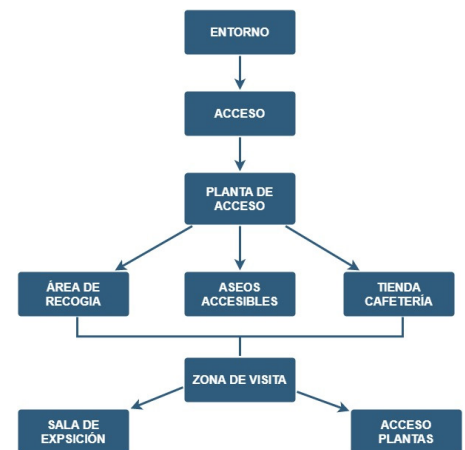 ENTORNO
ACCESO
PLANTA DE
ACCESO
ÁREA DE
RECOGIA
ASEOS
ACCESIBLES
TIENDA
CAFETERÍA
ZONA DE VISITA
SALA DE
EXPSICIÓN
ACCESO
PLANTAS